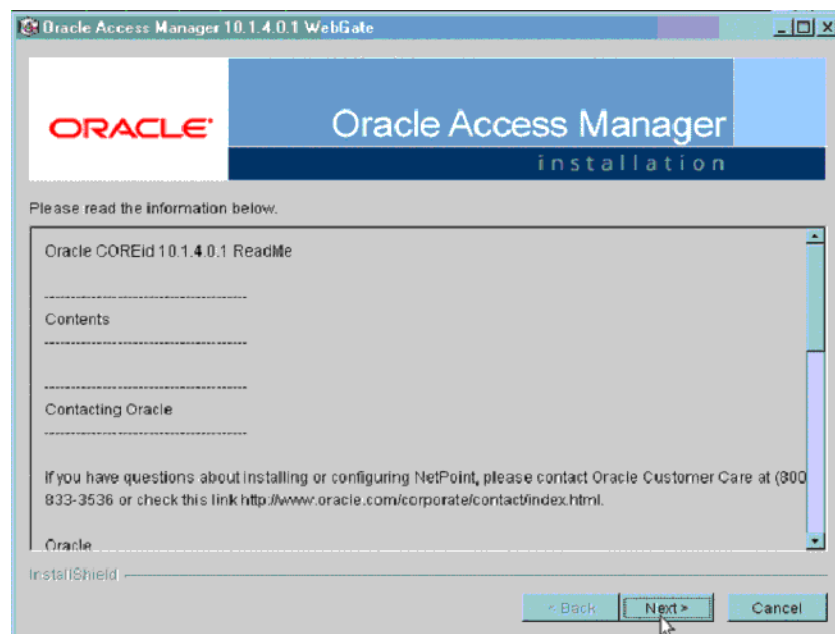 Oracle Access Manager 10.1.4.0.1 WebGate
ORACLE®
Oracle Access Manager
installation
Please read the information below.
Oracle COREid 10.1.4.0.1 ReadMe
----------------------------------------
Contents
----------------------------------------
----------------------------------------
Contacting Oracle
----------------------------------------
If you have questions about installing or configuring NetPoint, please contact Oracle Customer Care at (800
833-3536 or check this link http://www.oracle.com/corporate/contact/index.html.
Oracle
InstallShield
< Back Next > Cancel